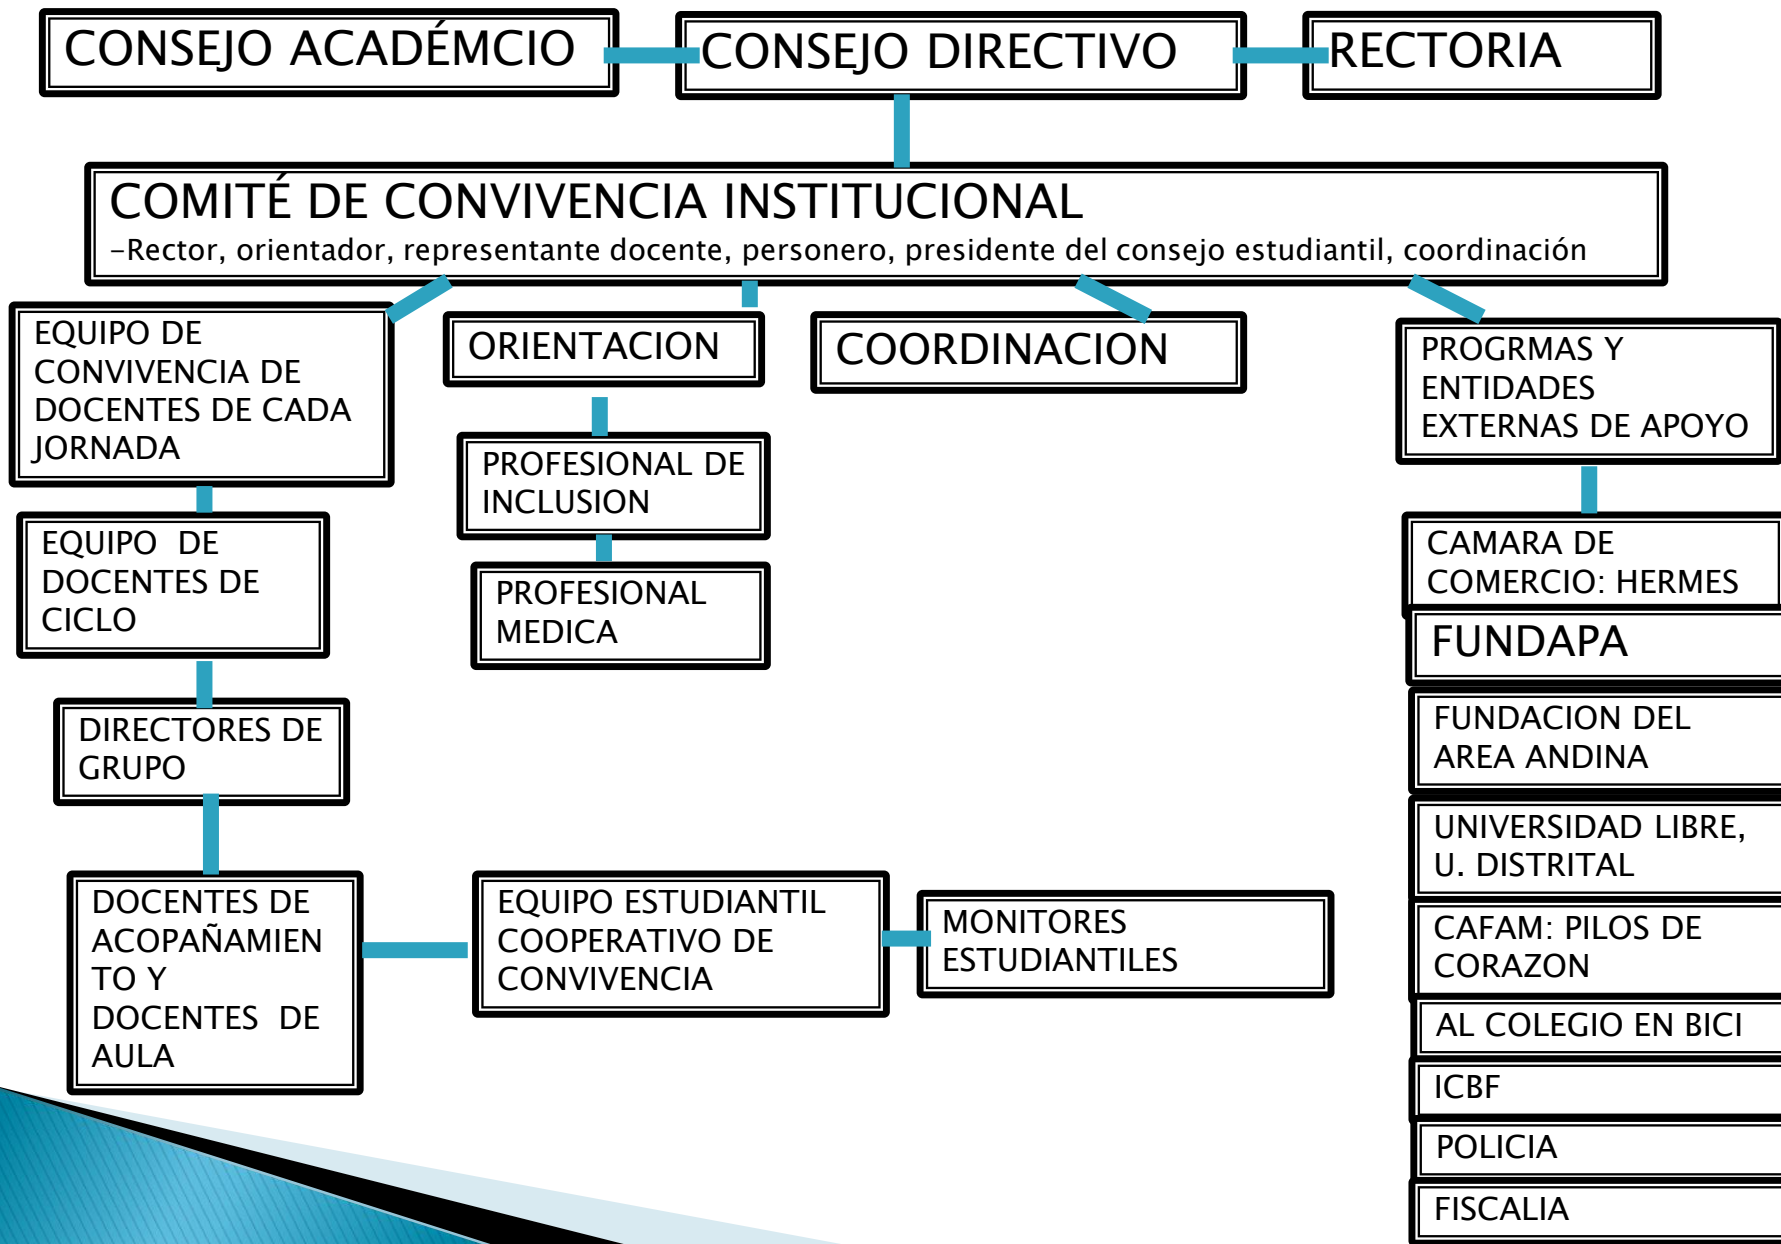 CONSEJO ACADÉMCIO
CONSEJO DIRECTIVO
RECTORIA
COMITÉ DE CONVIVENCIA INSTITUCIONAL
-Rector, orientador, representante docente, personero, presidente del consejo estudiantil, coordinación
EQUIPO DE
CONVIVENCIA DE
DOCENTES DE CADA
JORNADA
ORIENTACION
COORDINACION
PROGRMAS Y
ENTIDADES
EXTERNAS DE APOYO
PROFESIONAL DE
INCLUSION
PROFESIONAL
MEDICA
EQUIPO DE
DOCENTES DE
CICLO
DIRECTORES DE
GRUPO
DOCENTES DE
ACOPAÑAMIEN
TO Y
DOCENTES DE
AULA
EQUIPO ESTUDIANTIL
COOPERATIVO DE
CONVIVENCIA
MONITORES
ESTUDIANTILES
CAMARA DE
COMERCIO: HERMES
FUNDAPA
FUNDACION DEL
AREA ANDINA
UNIVERSIDAD LIBRE,
U. DISTRITAL
CAFAM: PILOS DE
CORAZON
AL COLEGIO EN BICI
ICBF
POLICIA
FISCALIA